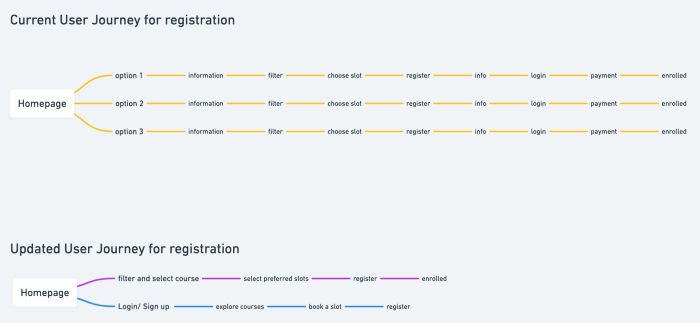 Current User Journey for registration
option 1 information filter choose slot register info login payment enrolled
Homepage
option 2 information filter choose slot register info login payment enrolled
option 3 information filter choose slot register info login payment enrolled
Updated User Journey for registration
filter and select course select preferred slots register enrolled
Homepage
Login/ Sign up explore courses book a slot register